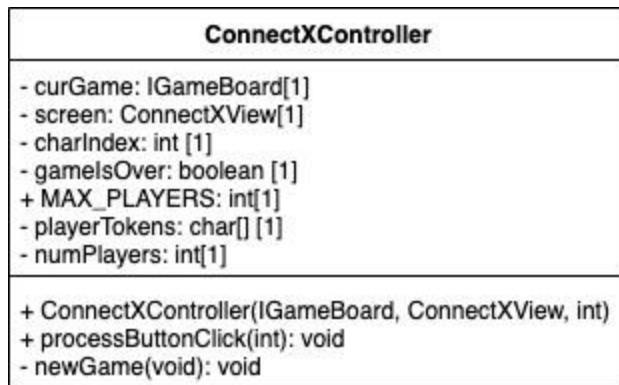 ConnectXController
- curGame: IGameBoard[1]
- screen: ConnectXView[1]
- charIndex: int [1]
- gameIsOver: boolean [1]
+ MAX_PLAYERS: int[1]
- playerTokens: char[] [1]
- numPlayers: int[1]
+ ConnectXController(IGameBoard, ConnectXView, int)
+ processButtonClick(int): void
- newGame(void): void